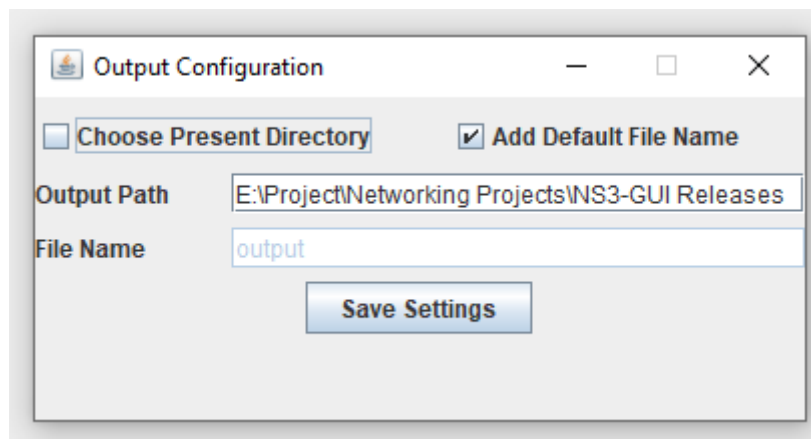 Output Configuration
Choose Present Directory Add Default File Name
Output Path E:\Project\Networking Projects\NS3-GUI Releases
File Name output
Save Settings